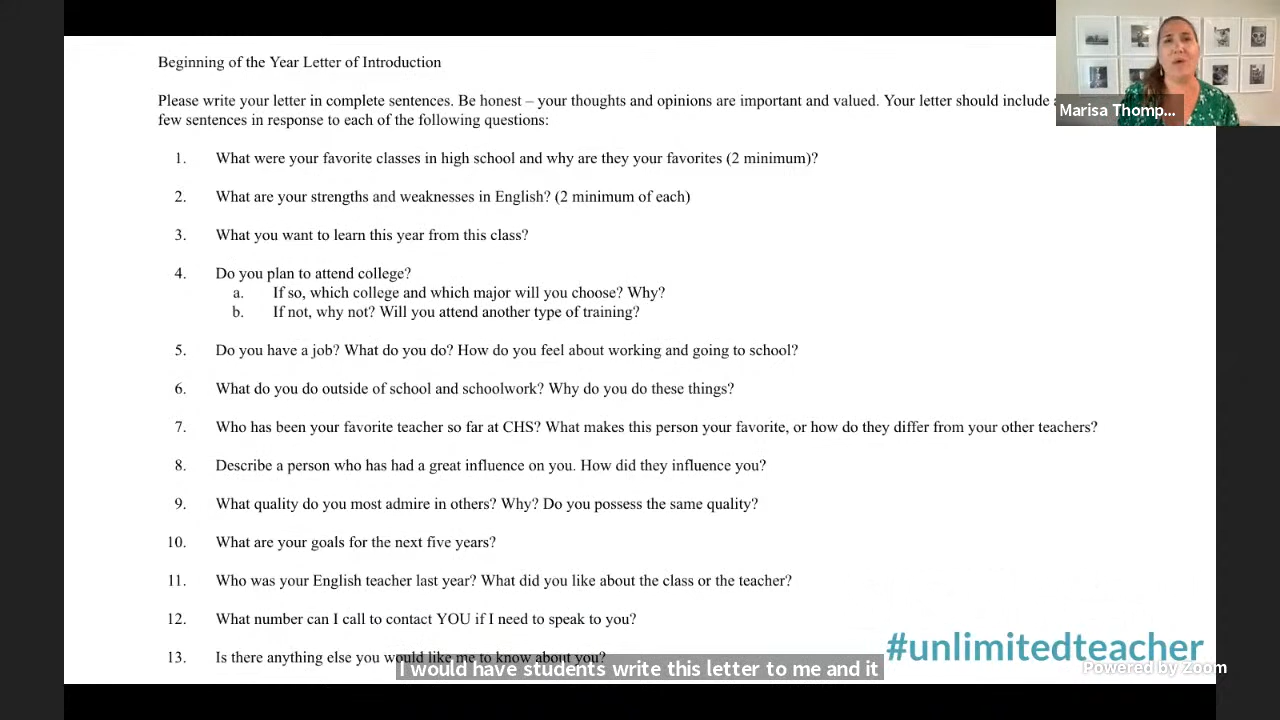 Beginning of the Year Letter of Introduction
Please write your letter in complete sentences. Be honest – your thoughts and opinions are important and valued. Your letter should include
few sentences in response to each of the following questions:
1. What were your favorite classes in high school and why are they your favorites (2 minimum)?
2. What are your strengths and weaknesses in English? (2 minimum of each)
3. What you want to learn this year from this class?
4. Do you plan to attend college?
a. If so, which college and which major will you choose? Why?
b. If not, why not? Will you attend another type of training?
5. Do you have a job? What do you do? How do you feel about working and going to school?
6. What do you do outside of school and schoolwork? Why do you do these things?
7. Who has been your favorite teacher so far at CHS? What makes this person your favorite, or how do they differ from your other teachers?
8. Describe a person who has had a great influence on you. How did they influence you?
9. What quality do you most admire in others? Why? Do you possess the same quality?
10. What are your goals for the next five years?
11. Who was your English teacher last year? What did you like about the class or the teacher?
12. What number can I call to contact YOU if I need to speak to you?
13. Is there anything else you would like me to know about you?
Marisa Thomp...
#unlimitedteacher
I would have students write this letter to me and it
Powered by Zoom